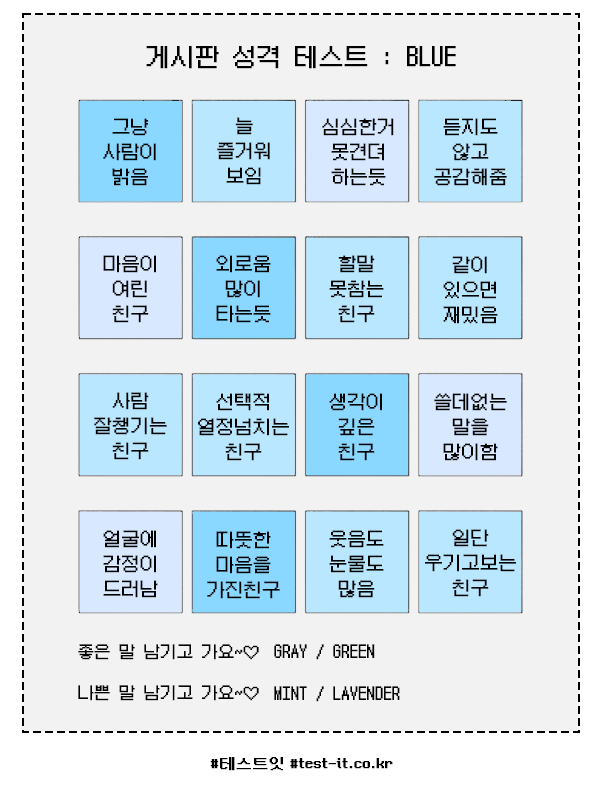 게시판 성격 테스트 : BLUE
그냥
사람이
밝음
늘
즐거워
보임
심심한거
못견뎌
하는듯
듣지도
않고
공감해줌
마음이
여린
친구
외로움
많이
타는듯
할말
못참는
친구
같이
있으면
재밌음
사람
잘챙기는
친구
선택적
열정넘치는
친구
생각이
깊은
친구
쓸데없는
말을
많이함
얼굴에
감정이
드러남
따뜻한
마음을
가진친구
웃음도
눈물도
많음
일단
우기고보는
친구
좋은 말 남기고 가요~♡ GRAY / GREEN
나쁜 말 남기고 가요~♡ MINT / LAVENDER
#테스트잇 #test-it.co.kr